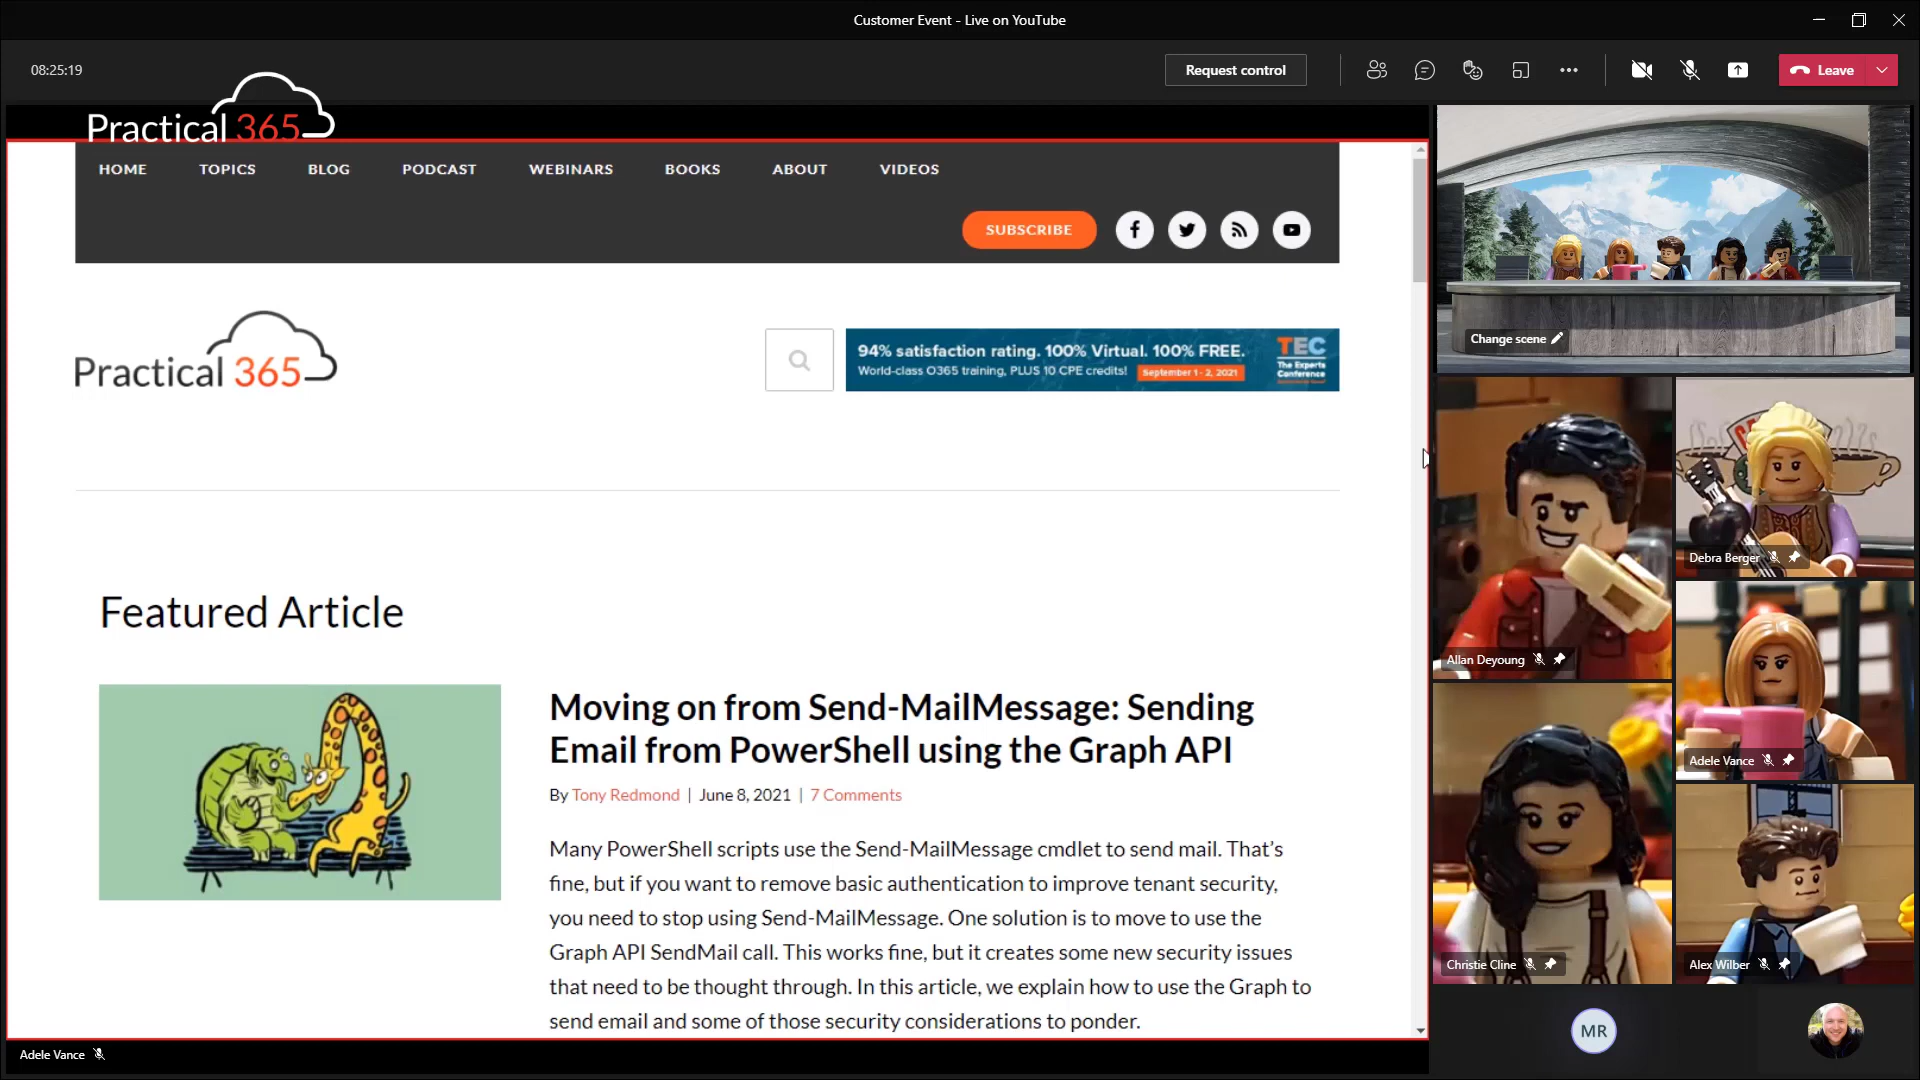 Customer Event - Live on YouTube
08:25:19
Request control
Leave
Practical 365
HOME TOPICS BLOG PODCAST WEBINARS BOOKS ABOUT VIDEOS
SUBSCRIBE
Practical 365
94% satisfaction rating. 100% Virtual. 100% FREE.
World-class O365 training, PLUS 10 CPE credits! September 1 - 2, 2021
TEC
The Experts
Conference
Change scene
Featured Article
Moving on from Send-MailMessage: Sending
Email from PowerShell using the Graph API
By Tony Redmond | June 8, 2021 | 7 Comments
Many PowerShell scripts use the Send-MailMessage cmdlet to send mail. That’s
fine, but if you want to remove basic authentication to improve tenant security,
you need to stop using Send-MailMessage. One solution is to move to use the
Graph API SendMail call. This works fine, but it creates some new security issues
that need to be thought through. In this article, we explain how to use the Graph to
send email and some of those security considerations to ponder.
Debra Berger
Allan Deyoung
Adele Vance
Christie Cline
Alex Wilber
MR
Adele Vance